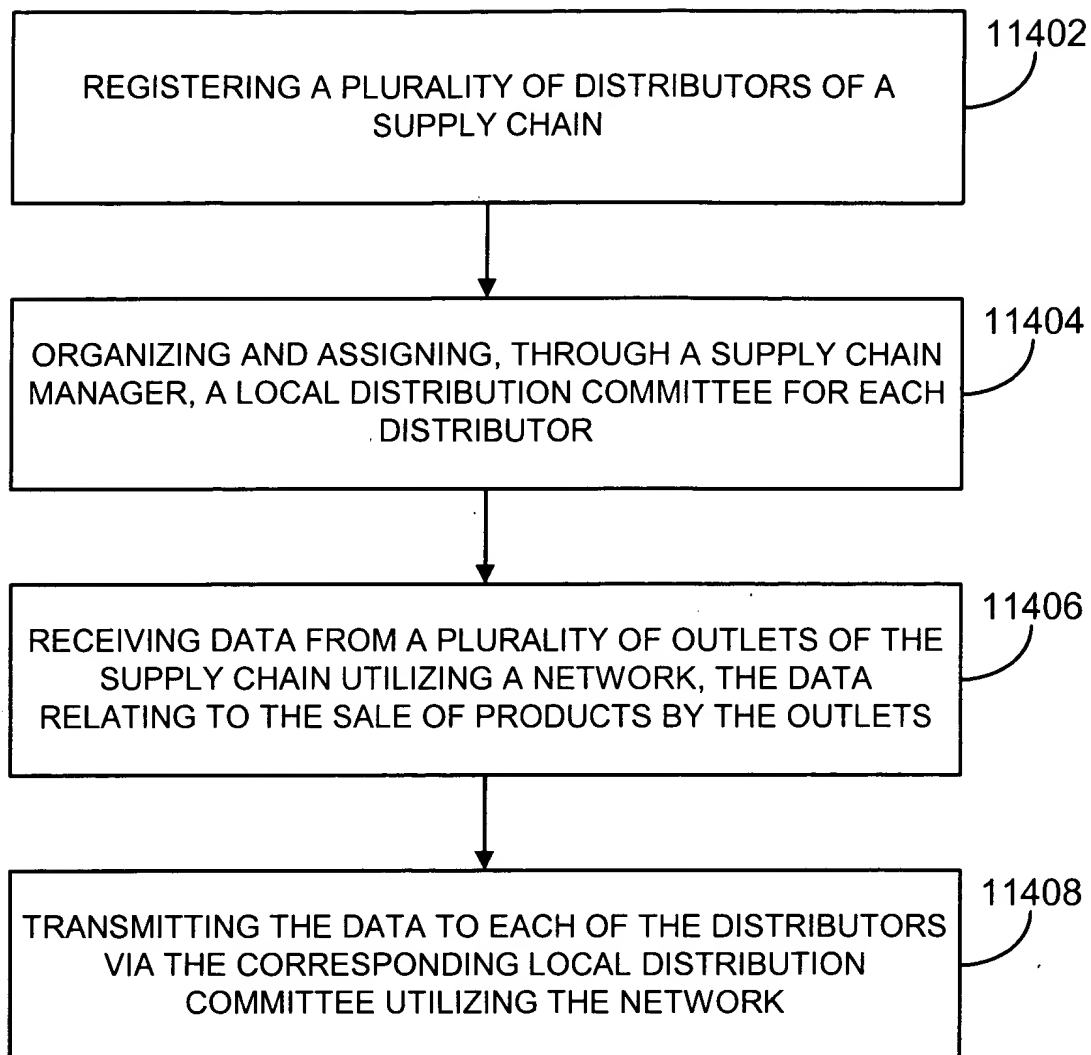 11402
REGISTERING A PLURALITY OF DISTRIBUTORS OF A
SUPPLY CHAIN
11404
ORGANIZING AND ASSIGNING, THROUGH A SUPPLY CHAIN
MANAGER, A LOCAL DISTRIBUTION COMMITTEE FOR EACH
DISTRIBUTOR
11406
RECEIVING DATA FROM A PLURALITY OF OUTLETS OF THE
SUPPLY CHAIN UTILIZING A NETWORK, THE DATA
RELATING TO THE SALE OF PRODUCTS BY THE OUTLETS
11408
TRANSMITTING THE DATA TO EACH OF THE DISTRIBUTORS
VIA THE CORRESPONDING LOCAL DISTRIBUTION
COMMITTEE UTILIZING THE NETWORK